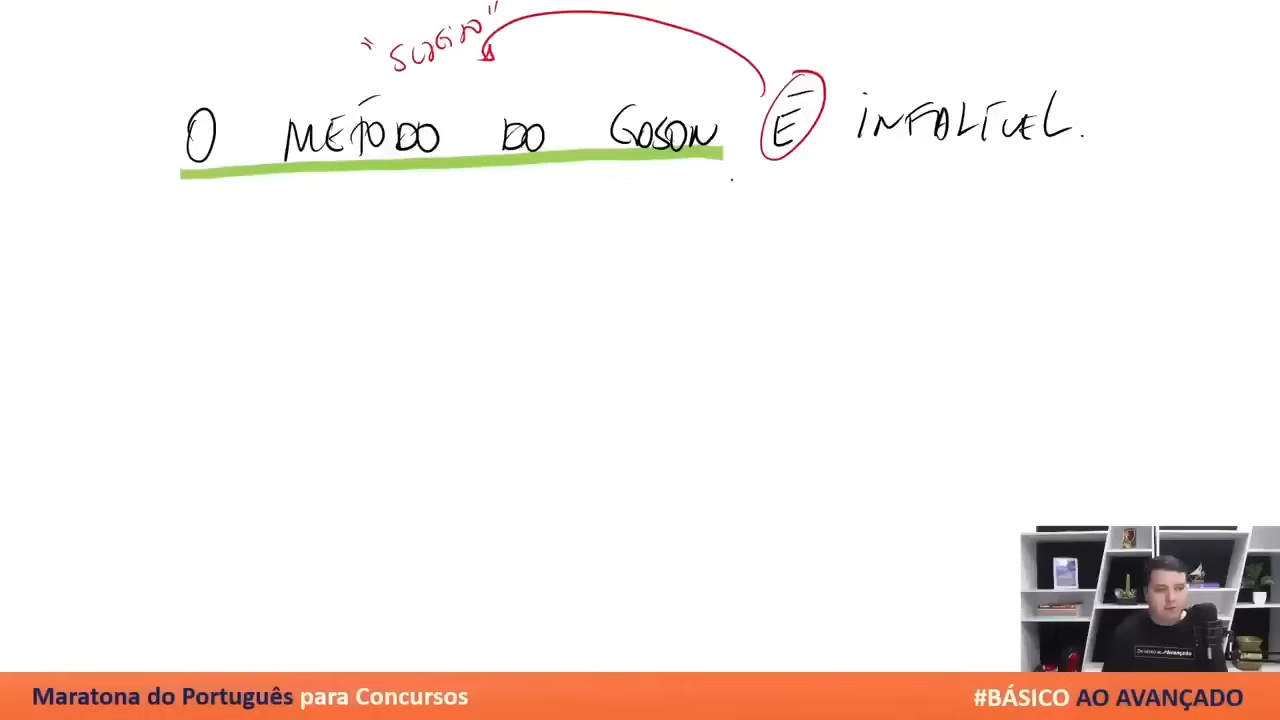 "SUJEITO"
O MÉTODO DO GOSON É INFALÍVEL.
Maratona do Português para Concursos
#BÁSICO AO AVANÇADO